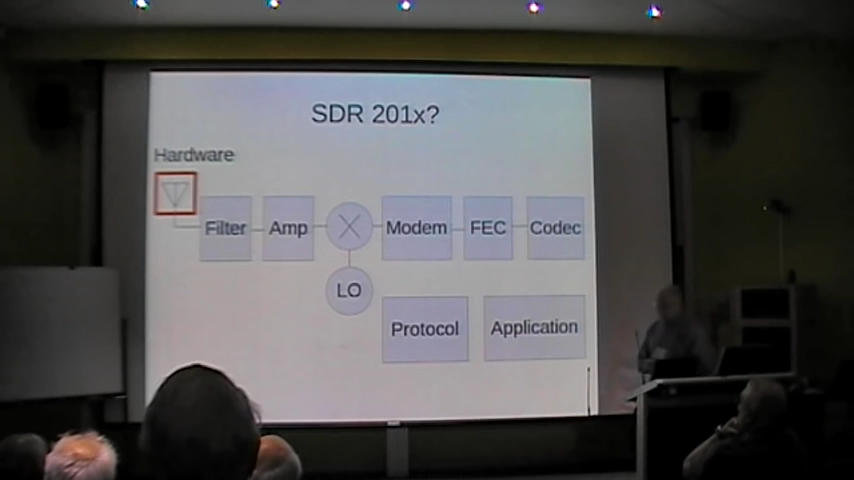 SDR 201x?
Hardware
Filter
Amp
Modem
FEC
Codec
LO
Protocol
Application